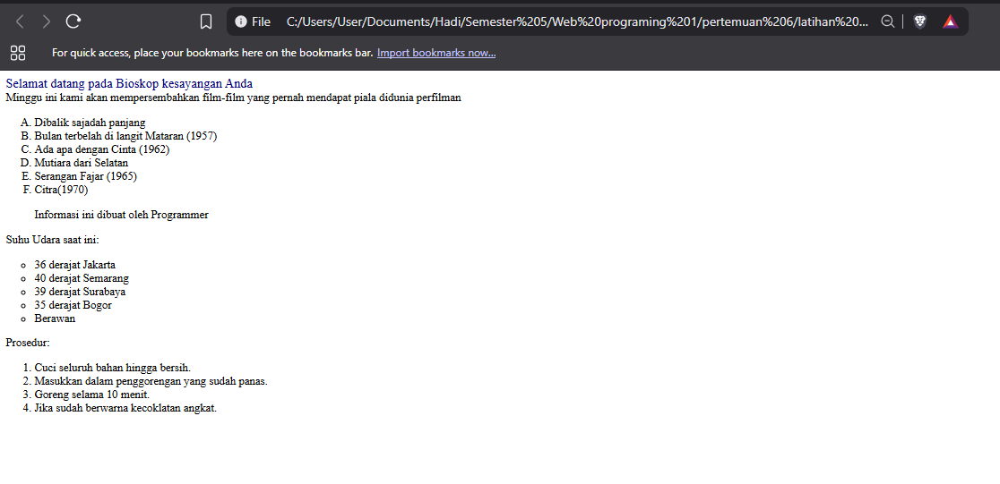 File C:/Users/User/Documents/Hadi/Semester%205/Web%20programing%201/pertemuan%206/latihan%20...
For quick access, place your bookmarks here on the bookmarks bar. Import bookmarks now...
Selamat datang pada Bioskop kesayangan Anda
Minggu ini kami akan mempersembahkan film-film yang pernah mendapat piala didunia perfilman
A. Dibalik sajadah panjang
B. Bulan terbelah di langit Mataran (1957)
C. Ada apa dengan Cinta (1962)
D. Mutiara dari Selatan
E. Serangan Fajar (1965)
F. Citra(1970)
Informasi ini dibuat oleh Programmer
Suhu Udara saat ini:
36 derajat Jakarta
40 derajat Semarang
39 derajat Surabaya
35 derajat Bogor
Berawan
Prosedur:
1. Cuci seluruh bahan hingga bersih.
2. Masukkan dalam penggorengan yang sudah panas.
3. Goreng selama 10 menit.
4. Jika sudah berwarna kecoklatan angkat.